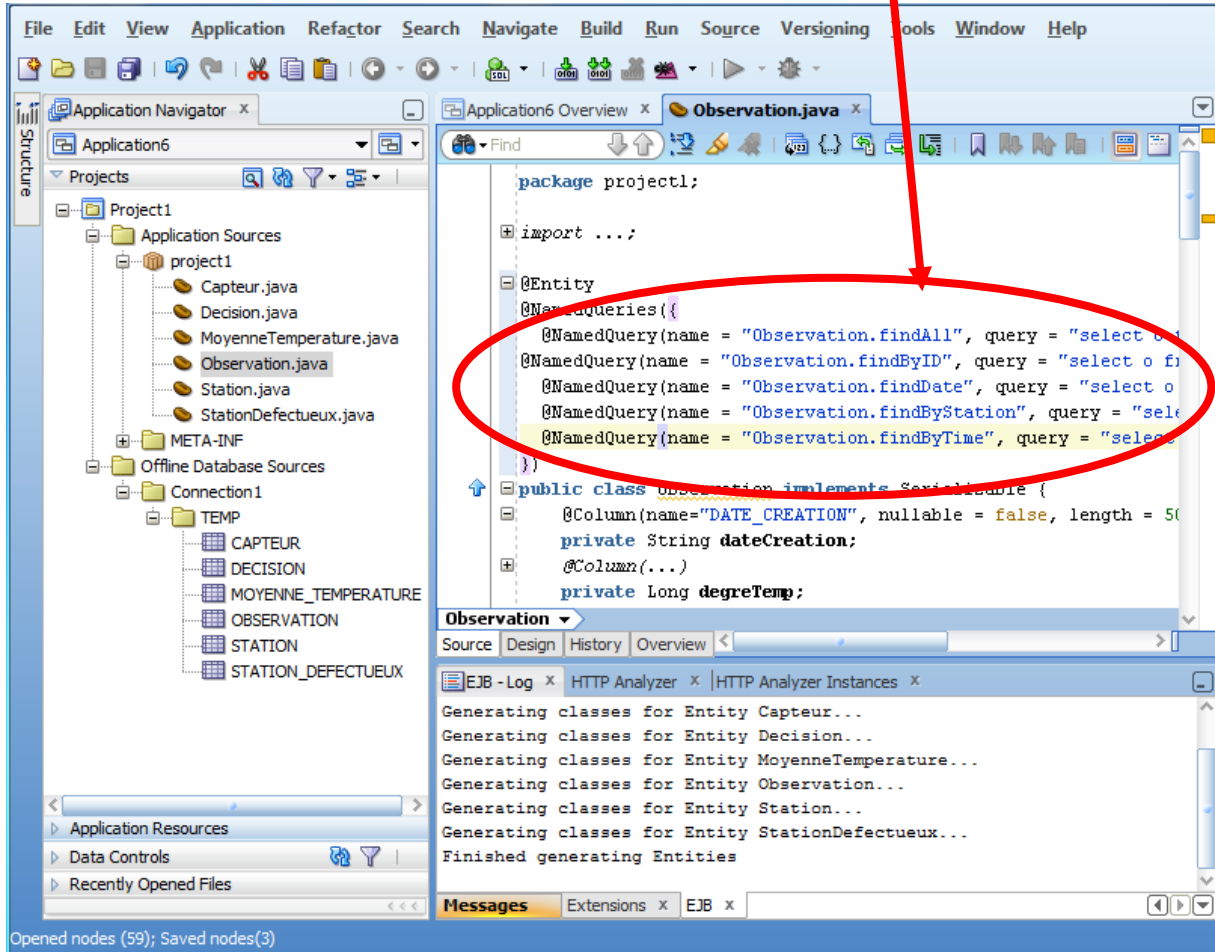 File Edit View Application Refactor Search Navigate Build Run Source Versioning Tools Window Help
Structure
Application Navigator
Application6
Projects
Project1
Application Sources
project1
Capteur.java
Decision.java
MoyenneTemperature.java
Observation.java
Station.java
StationDefectueux.java
META-INF
Offline Database Sources
Connection1
TEMP
CAPTEUR
DECISION
MOYENNE_TEMPERATURE
OBSERVATION
STATION
STATION_DEFECTUEUX
Application Resources
Data Controls
Recently Opened Files
Application6 Overview Observation.java
Find
package project1;
import ...;
@Entity
@NamedQueries({
@NamedQuery(name = "Observation.findAll", query = "select o
@NamedQuery(name = "Observation.findByID", query = "select o
@NamedQuery(name = "Observation.findDate", query = "select o
@NamedQuery(name = "Observation.findByStation", query = "sele
@NamedQuery(name = "Observation.findByTime", query = "select
})
public class Observation implements Serializable {
@Column(name="DATE_CREATION", nullable = false, length = 50
private String dateCreation;
@Column(...)
private Long degreTemp;
Observation
Source Design History Overview
EJB - Log HTTP Analyzer HTTP Analyzer Instances
Generating classes for Entity Capteur...
Generating classes for Entity Decision...
Generating classes for Entity MoyenneTemperature...
Generating classes for Entity Observation...
Generating classes for Entity Station...
Generating classes for Entity StationDefectueux...
Finished generating Entities
Messages Extensions EJB
Opened nodes (59); Saved nodes(3)